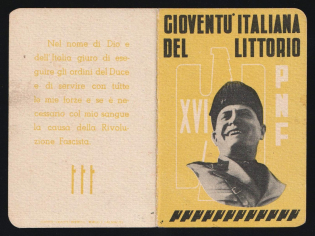 Nel nome di Dio e
dell'Italia giuro di ese-
guire gli ordini del Duce
e di servire con tutte
le mie forze e se è ne-
cessario col mio sangue
la causa della Rivolu-
zione Fascista.
GIOVENTU' ITALIANA
DEL LITTORIO
XVI
PNF